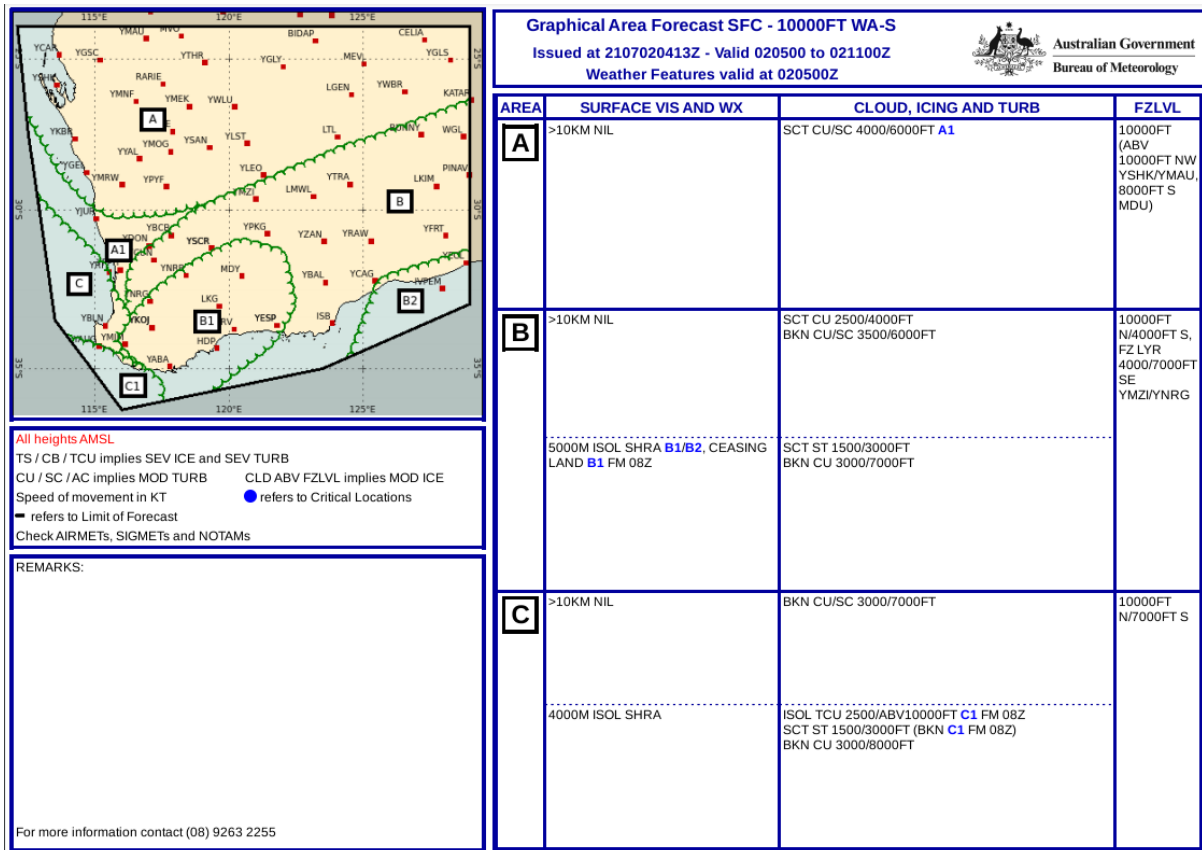 YMAU MVO BIDAP CELIA
25°S YCAR YGSC YTHR YGLY MEV YGLS 25°S
YSHK RARIE LGEN YWBR
YMNF YMEK YWLU KATAR
A
YKBR YMOG YSAN YLST LTL WGL
YYAL
YGEL YMRW YPYF YLEO YTRA LKIM PINAV
YMZI LMWL B
30°S YJUR 30°S
A1 YDON YBCB YSCR YPKG YZAN YRAW YFRT
GUN
C YNRG YNRB MDY YBAL YCAG
B2
LKG
YBLN YKOJ B1 RV YESP ISB
YMJM HDP
35°S YABA 35°S
C1
115°E 120°E 125°E
115°E 120°E 125°E
All heights AMSL
TS / CB / TCU implies SEV ICE and SEV TURB
CU / SC / AC implies MOD TURB CLD ABV FZLVL implies MOD ICE
Speed of movement in KT refers to Critical Locations
refers to Limit of Forecast
Check AIRMETs, SIGMETs and NOTAMs
REMARKS:
For more information contact (08) 9263 2255
Graphical Area Forecast SFC - 10000FT WA-S
Issued at 2107020413Z - Valid 020500 to 021100Z
Weather Features valid at 020500Z
Australian Government
Bureau of Meteorology
AREA SURFACE VIS AND WX CLOUD, ICING AND TURB FZLVL
A
>10KM NIL
SCT CU/SC 4000/6000FT A1
10000FT
(ABV
10000FT NW
YSHK/YMAU,
8000FT S
MDU)
B
>10KM NIL
SCT CU 2500/4000FT
BKN CU/SC 3500/6000FT
10000FT
N/4000FT S,
FZ LYR
4000/7000FT
SE
YMZI/YNRG
5000M ISOL SHRA B1/B2, CEASING
LAND B1 FM 08Z
SCT ST 1500/3000FT
BKN CU 3000/7000FT
C
>10KM NIL
BKN CU/SC 3000/7000FT
10000FT
N/7000FT S
4000M ISOL SHRA
ISOL TCU 2500/ABV10000FT C1 FM 08Z
SCT ST 1500/3000FT (BKN C1 FM 08Z)
BKN CU 3000/8000FT